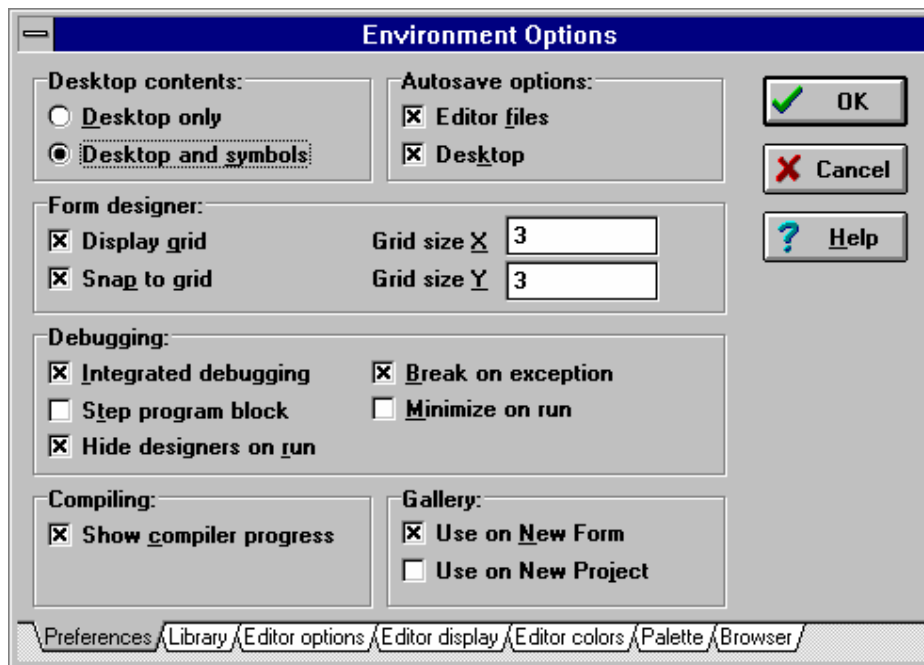 Environment Options
Desktop contents:
Desktop only
Desktop and symbols
Autosave options:
Editor files
Desktop
OK
Cancel
Help
Form designer:
Display grid
Snap to grid
Grid size X 3
Grid size Y 3
Debugging:
Integrated debugging
Step program block
Hide designers on run
Break on exception
Minimize on run
Compiling:
Show compiler progress
Gallery:
Use on New Form
Use on New Project
Preferences Library Editor options Editor display Editor colors Palette Browser